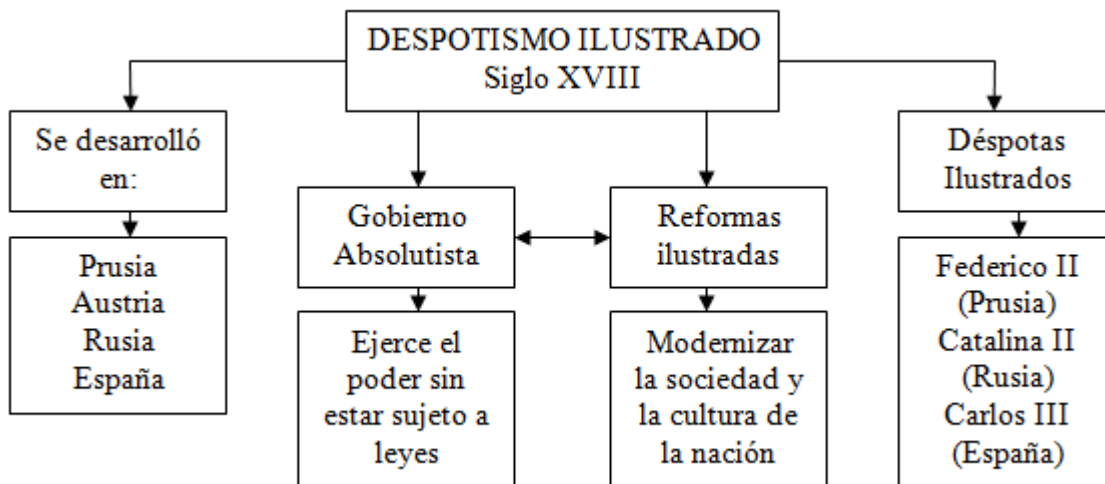 DESPOTISMO ILUSTRADO
Siglo XVIII
Se desarrolló
en:
Prusia
Austria
Rusia
España
Gobierno
Absolutista
Ejerce el
poder sin
estar sujeto a
leyes
Reformas
ilustradas
Modernizar
la sociedad y
la cultura de
la nación
Déspotas
Ilustrados
Federico II
(Prusia)
Catalina II
(Rusia)
Carlos III
(España)